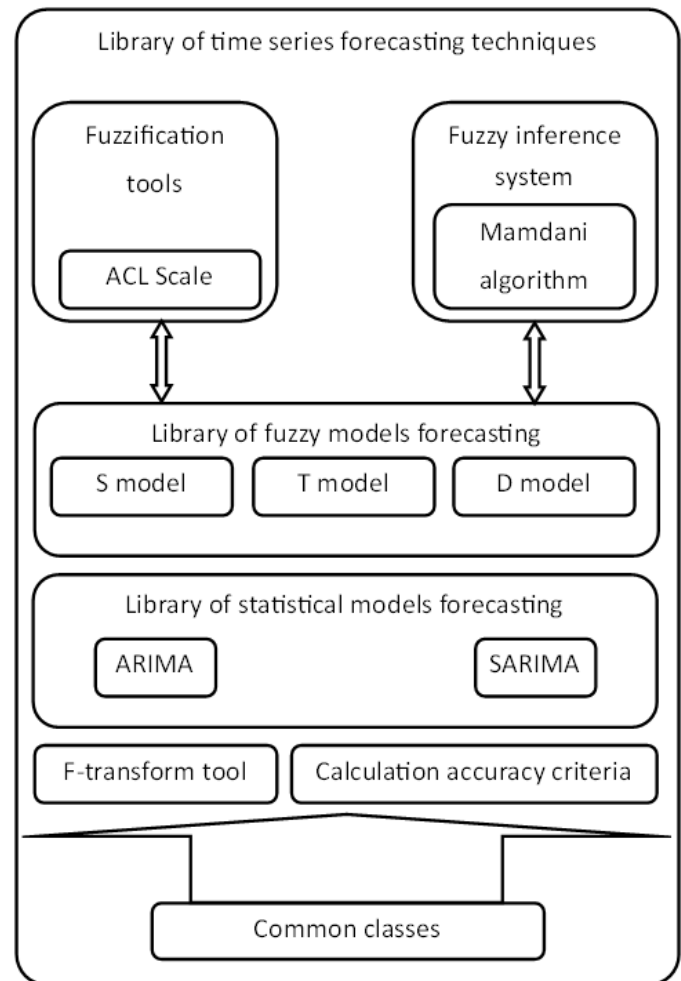 Library of time series forecasting techniques
Fuzzification
tools
ACL Scale
Fuzzy inference
system
Mamdani
algorithm
Library of fuzzy models forecasting
S model
T model
D model
Library of statistical models forecasting
ARIMA
SARIMA
F-transform tool
Calculation accuracy criteria
Common classes